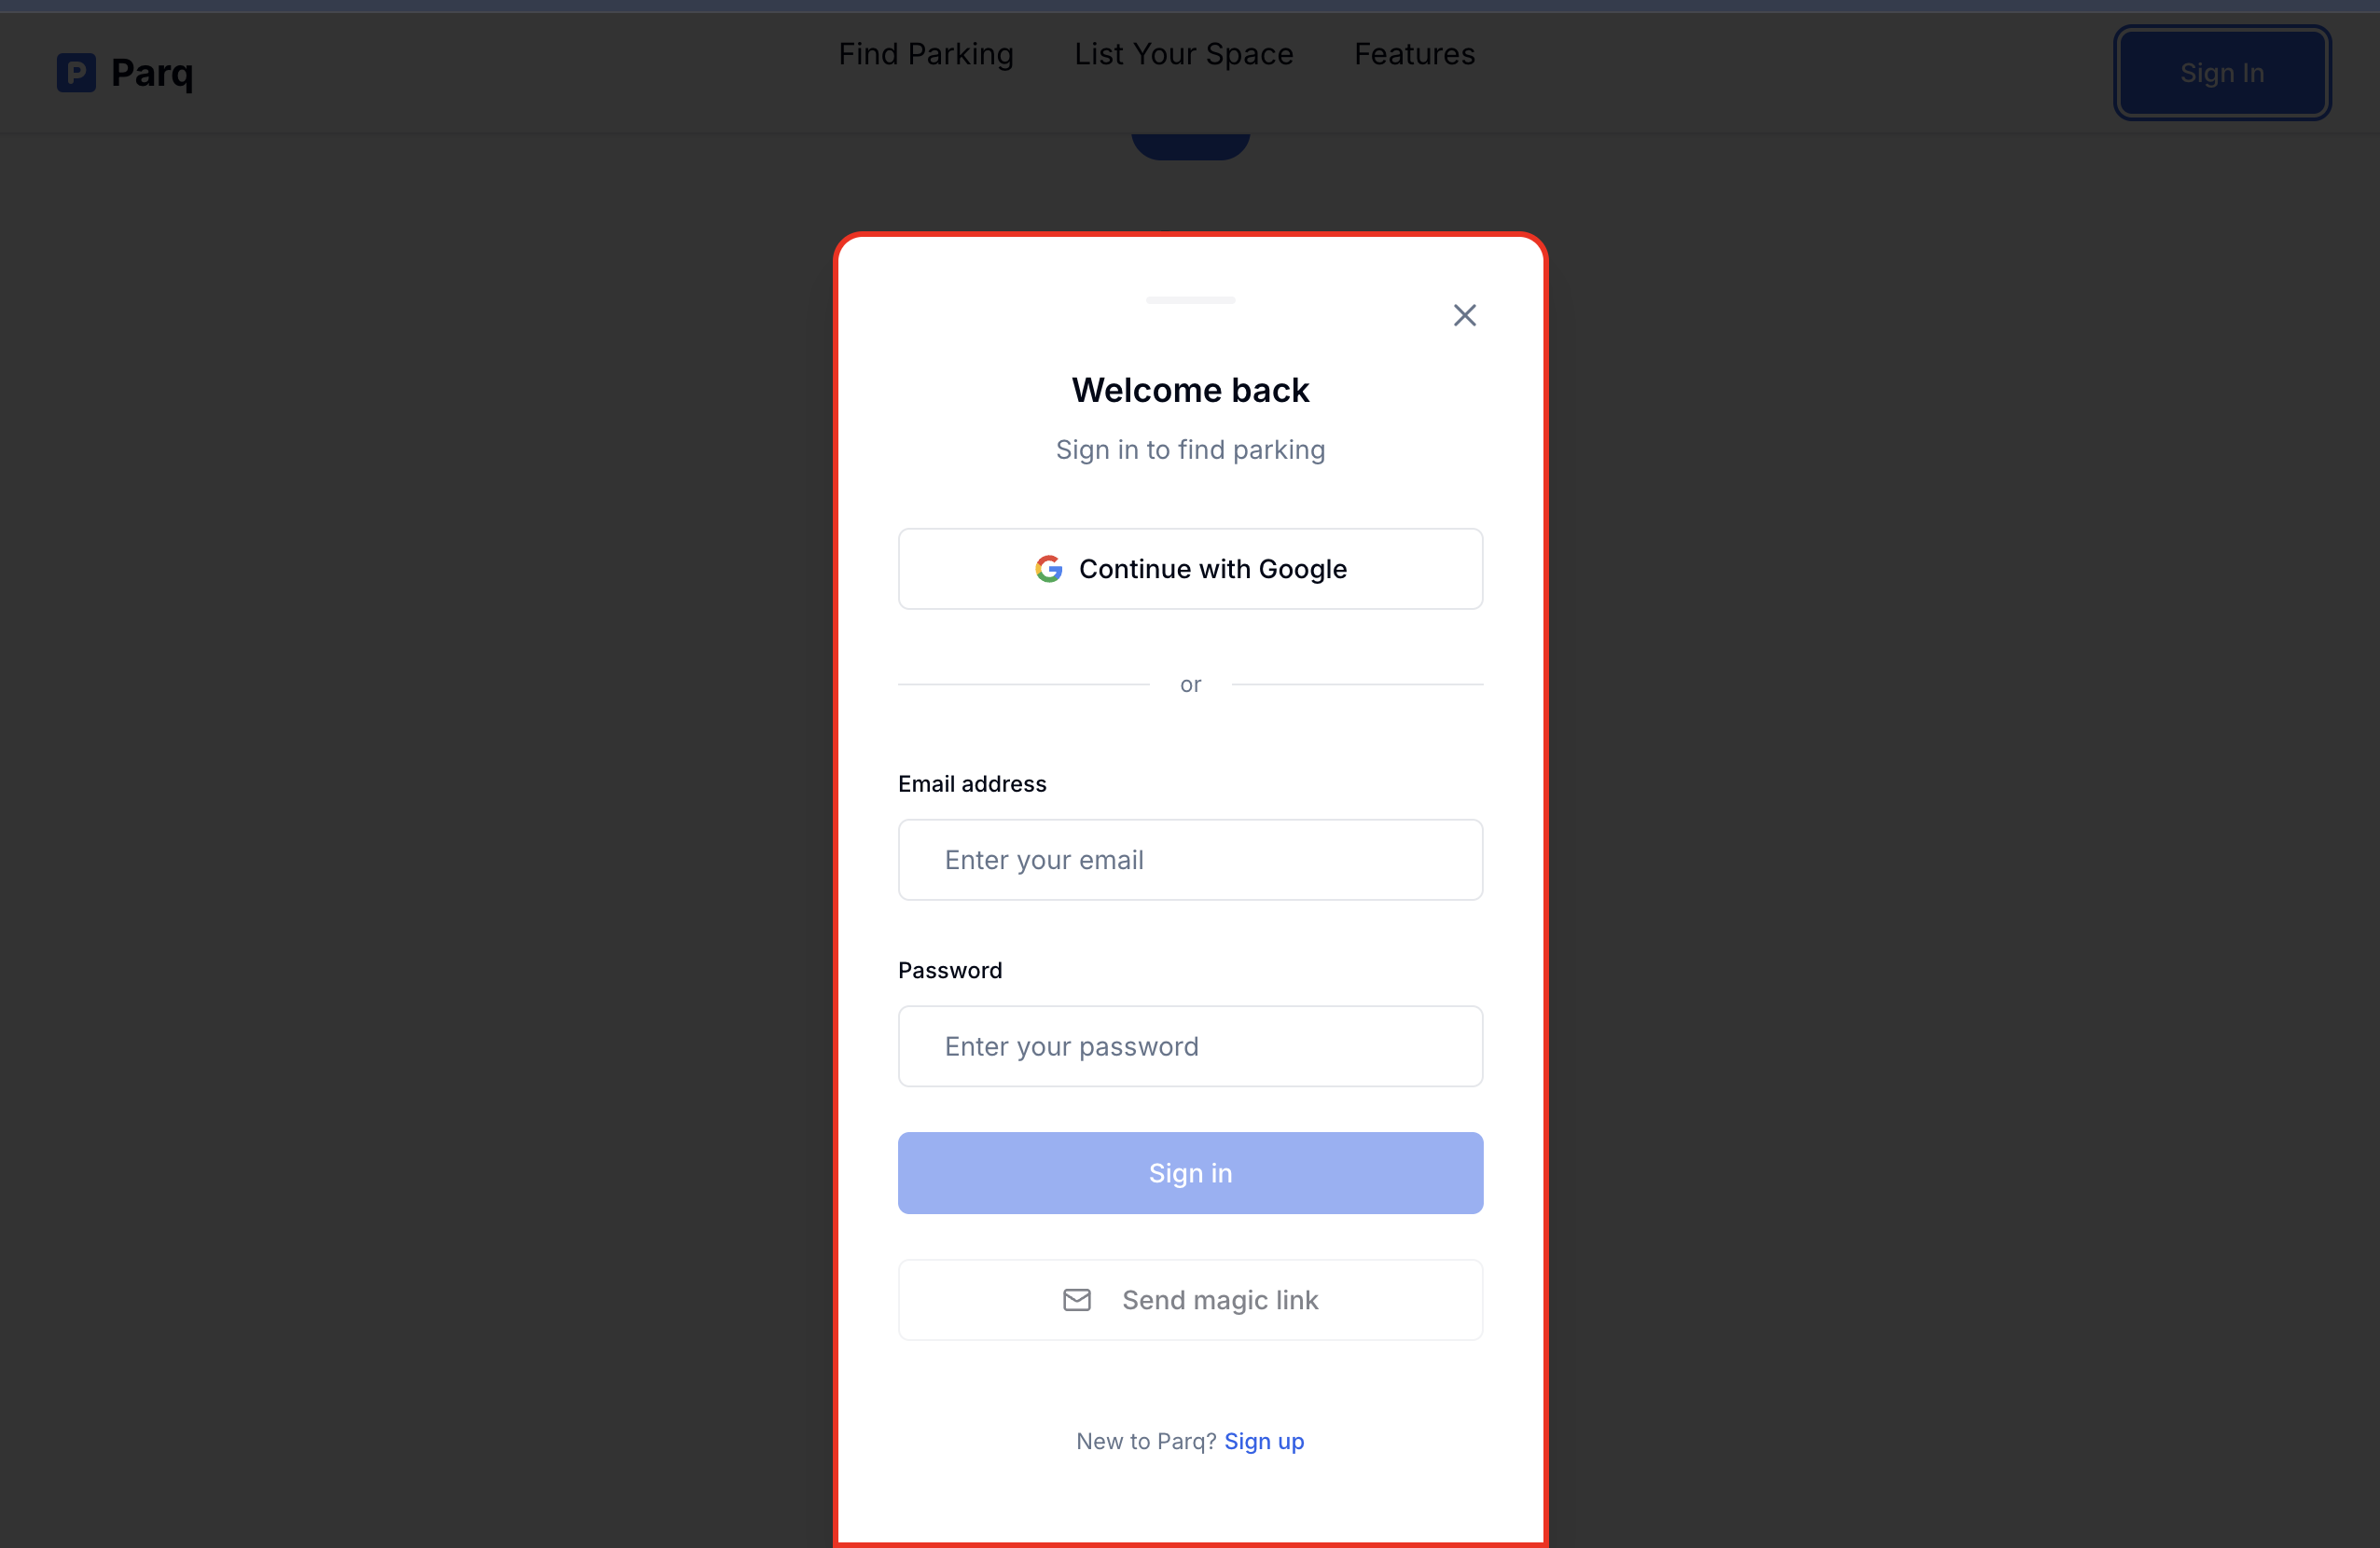 P Parq
Find Parking List Your Space Features
Sign In
Welcome back
Sign in to find parking
Continue with Google
or
Email address
Enter your email
Password
Enter your password
Sign in
Send magic link
New to Parq? Sign up